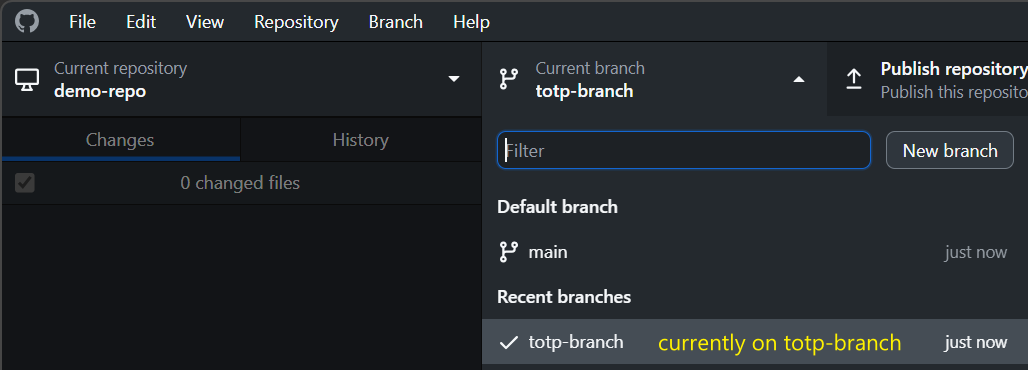 File Edit View Repository Branch Help
Current repository
demo-repo
Current branch
totp-branch
Publish repository
Publish this reposito
Changes History
0 changed files
Filter
New branch
Default branch
main just now
Recent branches
totp-branch currently on totp-branch just now